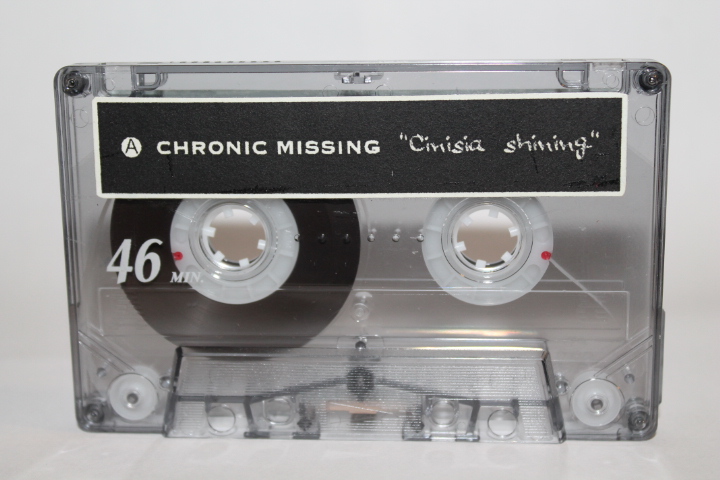 A CHRONIC MISSING "Cinisia shining"
46 MIN.